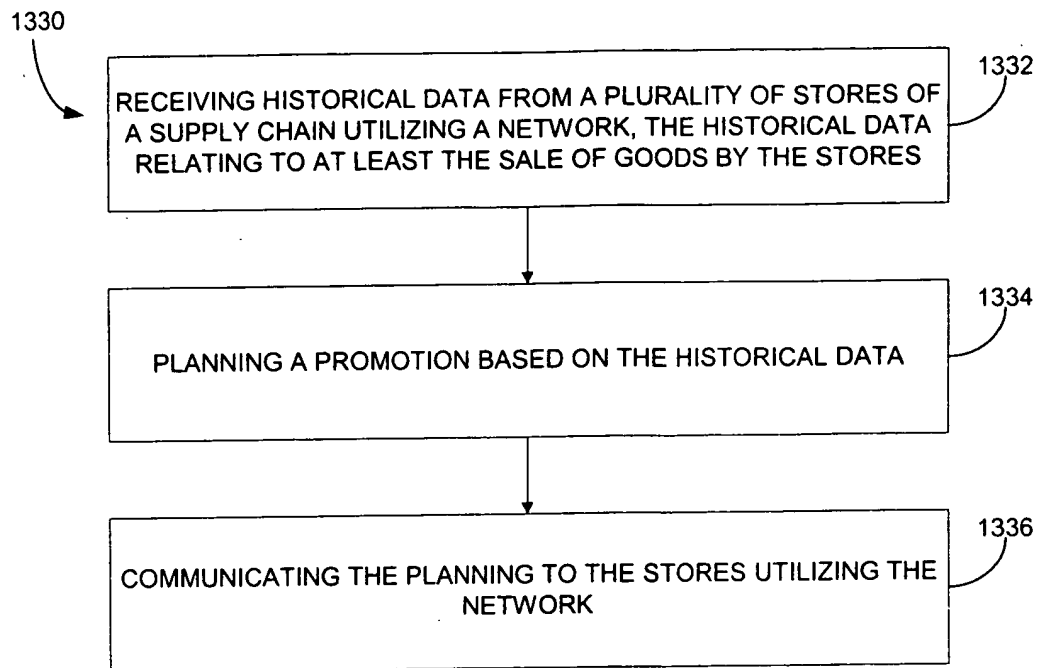 1330
1332
RECEIVING HISTORICAL DATA FROM A PLURALITY OF STORES OF
A SUPPLY CHAIN UTILIZING A NETWORK, THE HISTORICAL DATA
RELATING TO AT LEAST THE SALE OF GOODS BY THE STORES
1334
PLANNING A PROMOTION BASED ON THE HISTORICAL DATA
1336
COMMUNICATING THE PLANNING TO THE STORES UTILIZING THE
NETWORK